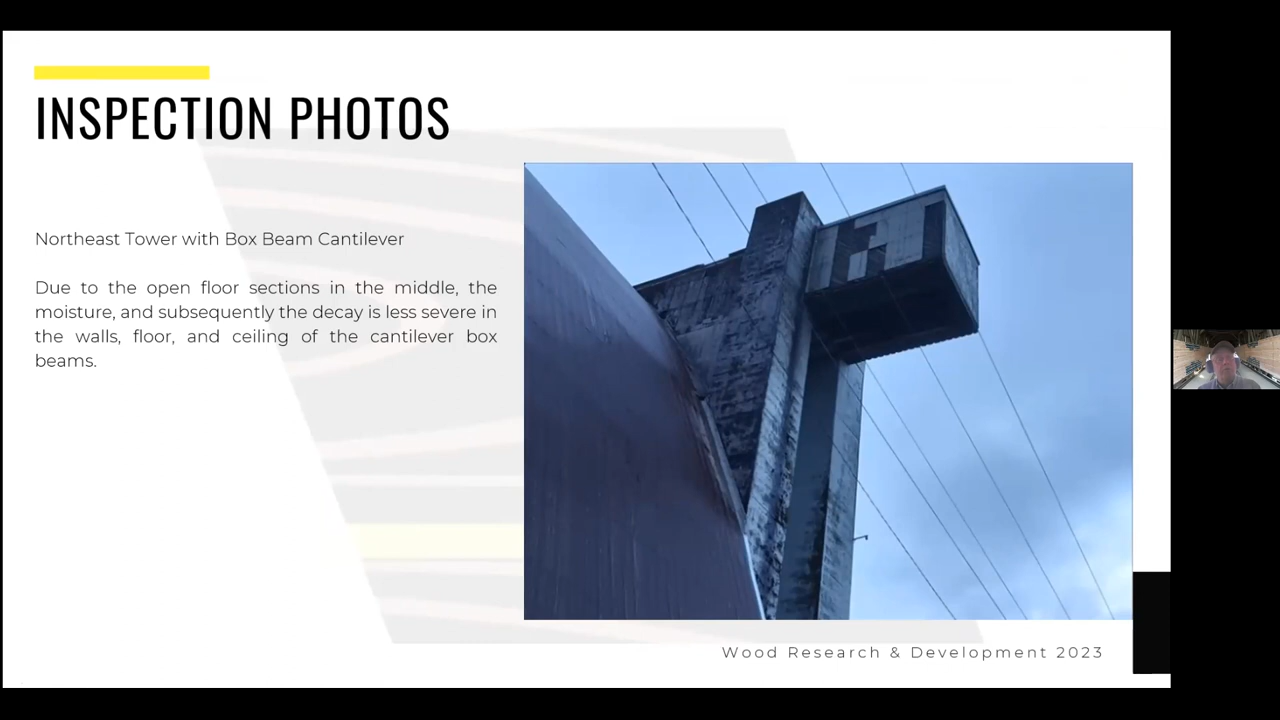 INSPECTION PHOTOS
Northeast Tower with Box Beam Cantilever
Due to the open floor sections in the middle, the
moisture, and subsequently the decay is less severe in
the walls, floor, and ceiling of the cantilever box
beams.
Wood Research & Development 2023